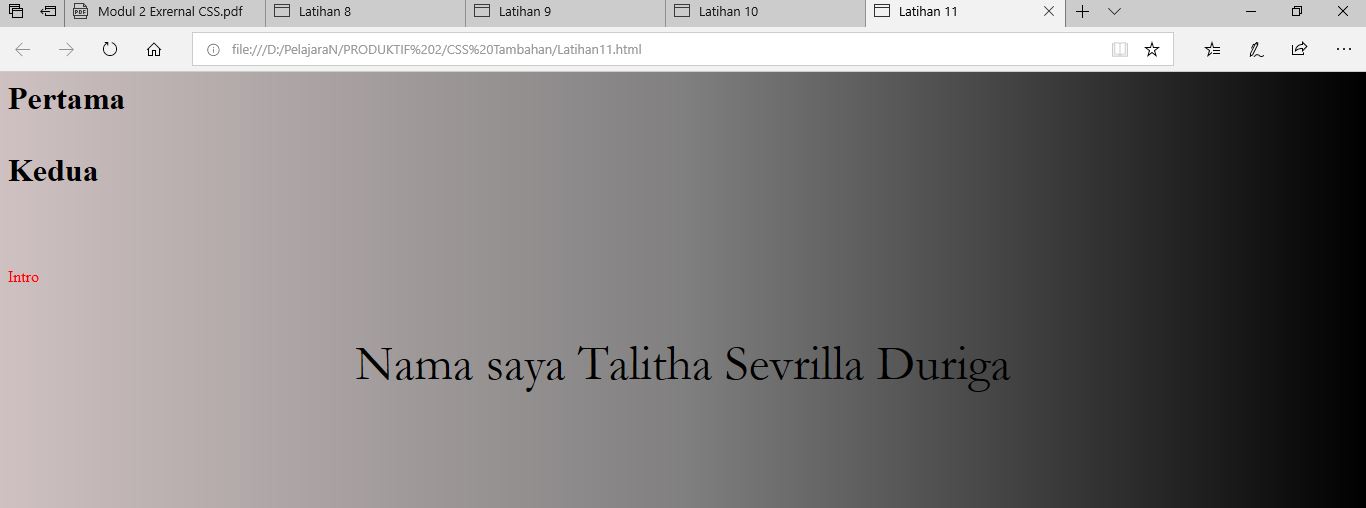 Modul 2 Exrernal CSS.pdf
Latihan 8
Latihan 9
Latihan 10
Latihan 11
file:///D:/PelajaraN/PRODUKTIF%202/CSS%20Tambahan/Latihan11.html
Pertama
Kedua
Intro
Nama saya Talitha Sevrilla Duriga